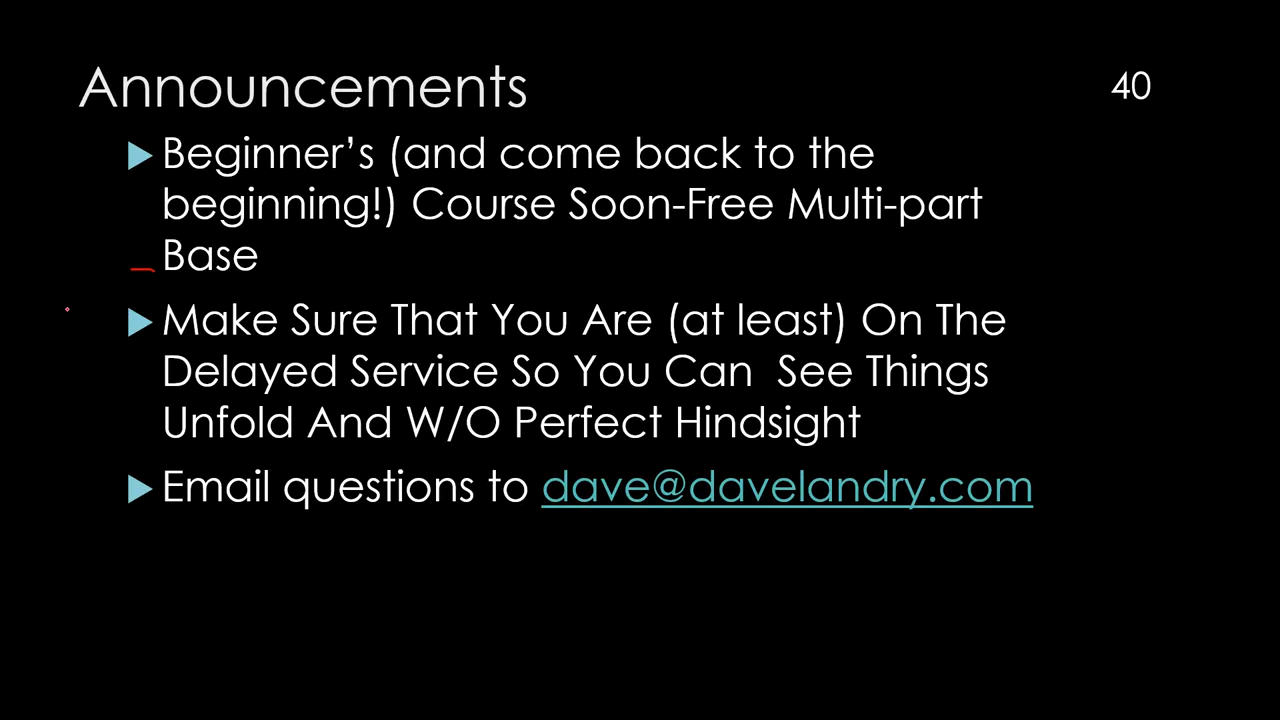 Announcements
40
Beginner’s (and come back to the
beginning!) Course Soon-Free Multi-part
Base
Make Sure That You Are (at least) On The
Delayed Service So You Can  See Things
Unfold And W/O Perfect Hindsight
Email questions to dave@davelandry.com